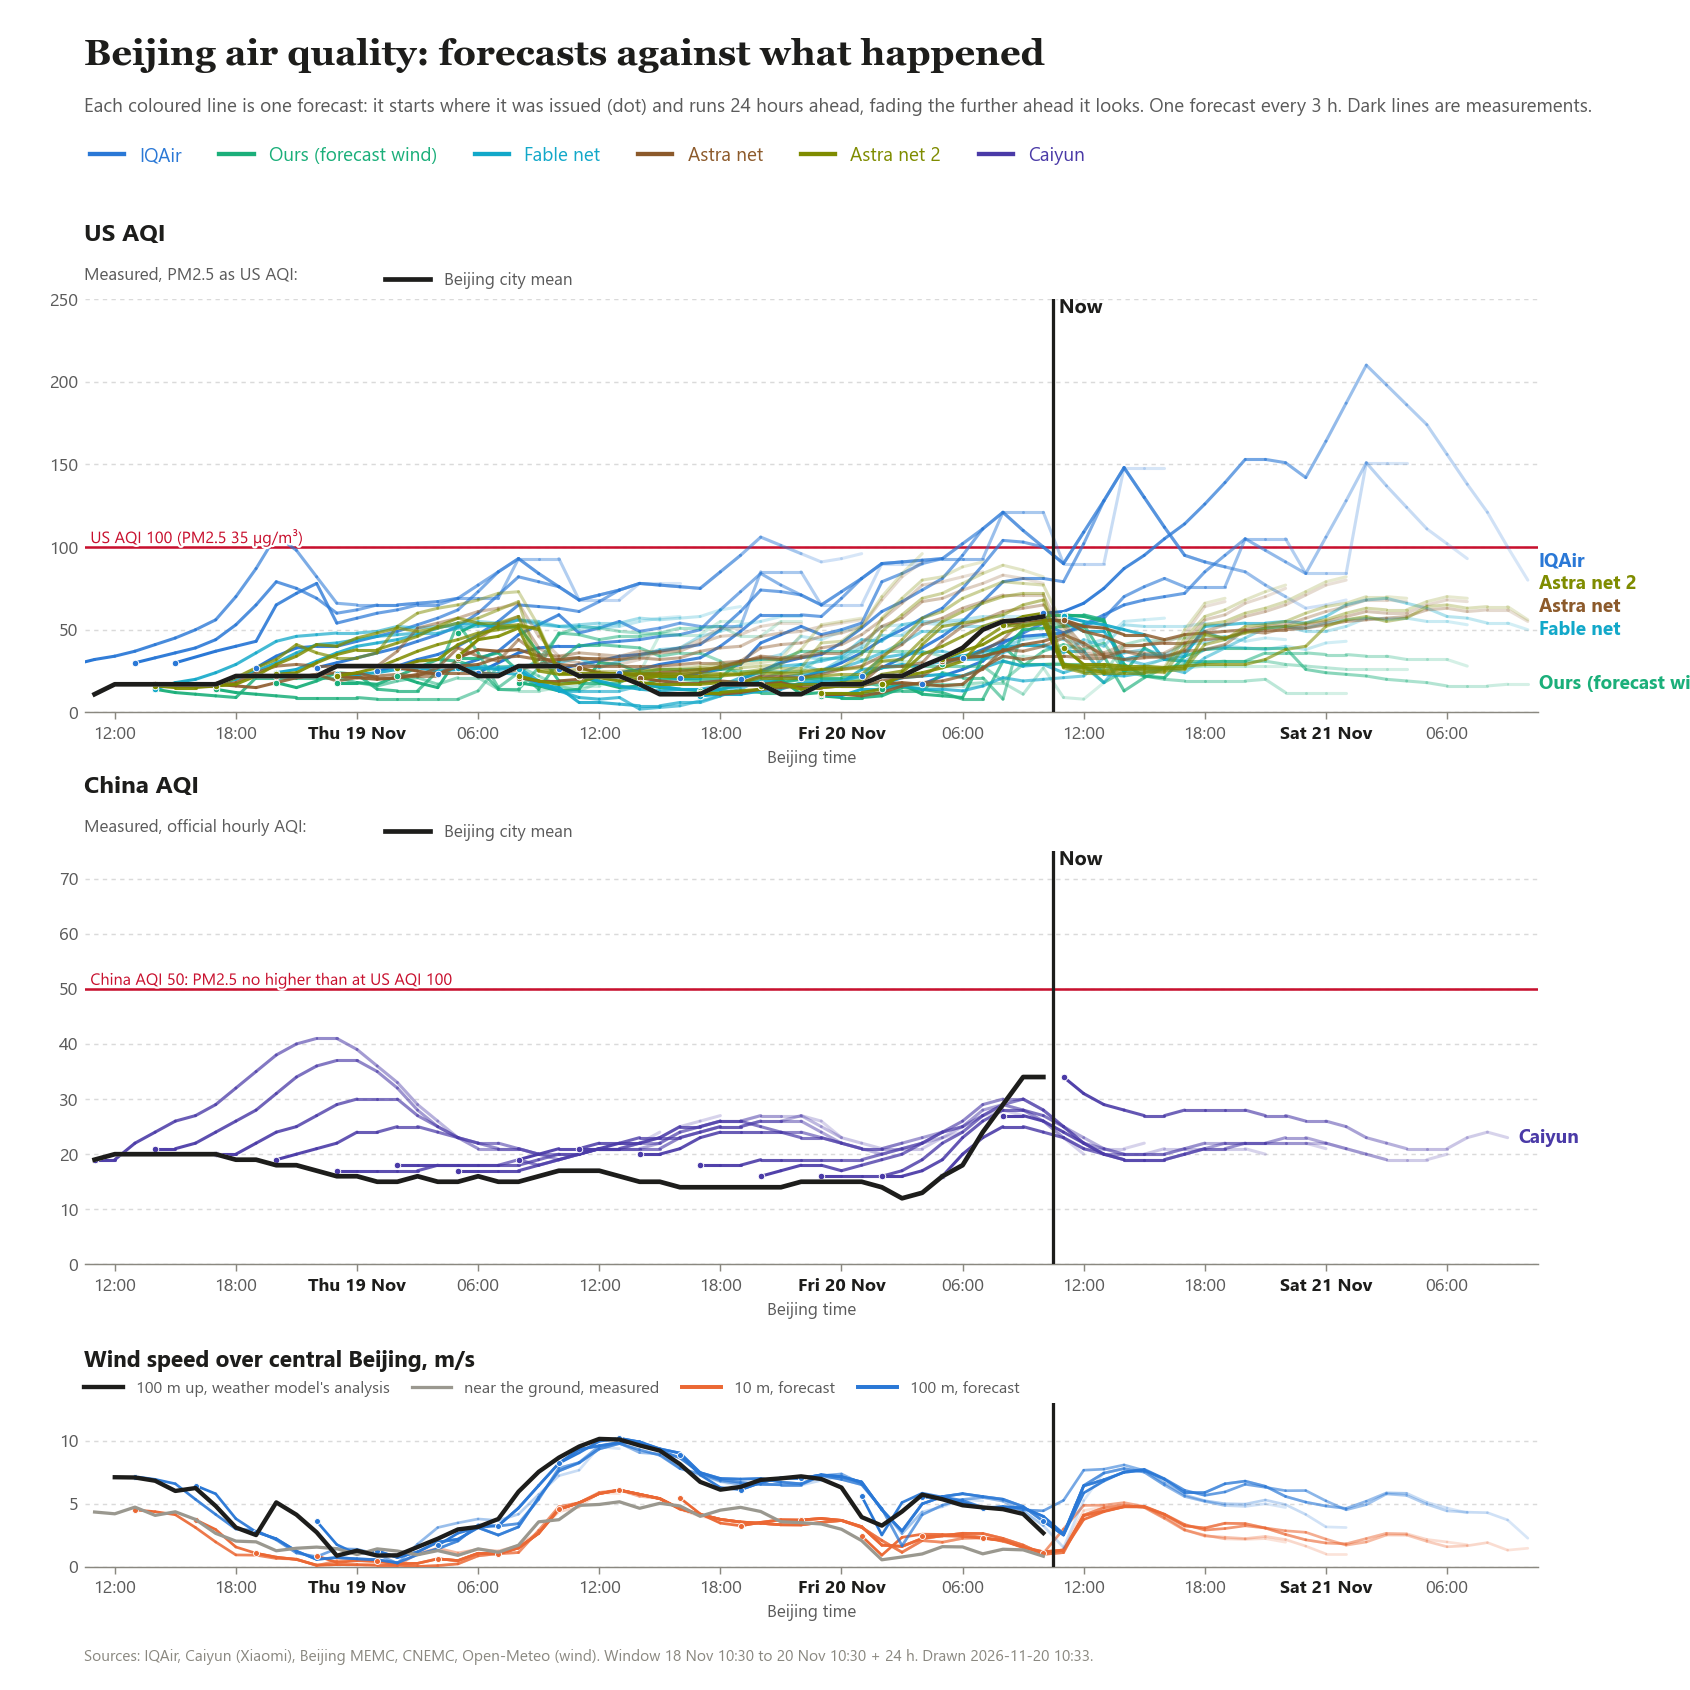 Beijing air quality: forecasts against what happened
Each coloured line is one forecast: it starts where it was issued (dot) and runs 24 hours ahead, fading the further ahead it looks. One forecast every 3 h. Dark lines are measurements.
IQAir Ours (forecast wind) Fable net Astra net Astra net 2 Caiyun
US AQI
Measured, PM2.5 as US AQI: Beijing city mean
250
Now
200
150
US AQI 100 (PM2.5 35 µg/m³)
100
IQAir
Astra net 2
Astra net
50
Fable net
Ours (forecast wi
0
12:00 18:00 Thu 19 Nov 06:00 12:00 18:00 Fri 20 Nov 06:00 12:00 18:00 Sat 21 Nov 06:00
Beijing time
China AQI
Measured, official hourly AQI: Beijing city mean
Now
70
60
China AQI 50: PM2.5 no higher than at US AQI 100
50
40
30
Caiyun
20
10
0
12:00 18:00 Thu 19 Nov 06:00 12:00 18:00 Fri 20 Nov 06:00 12:00 18:00 Sat 21 Nov 06:00
Beijing time
Wind speed over central Beijing, m/s
100 m up, weather model's analysis near the ground, measured 10 m, forecast 100 m, forecast
10
5
0
12:00 18:00 Thu 19 Nov 06:00 12:00 18:00 Fri 20 Nov 06:00 12:00 18:00 Sat 21 Nov 06:00
Beijing time
Sources: IQAir, Caiyun (Xiaomi), Beijing MEMC, CNEMC, Open-Meteo (wind). Window 18 Nov 10:30 to 20 Nov 10:30 + 24 h. Drawn 2026-11-20 10:33.